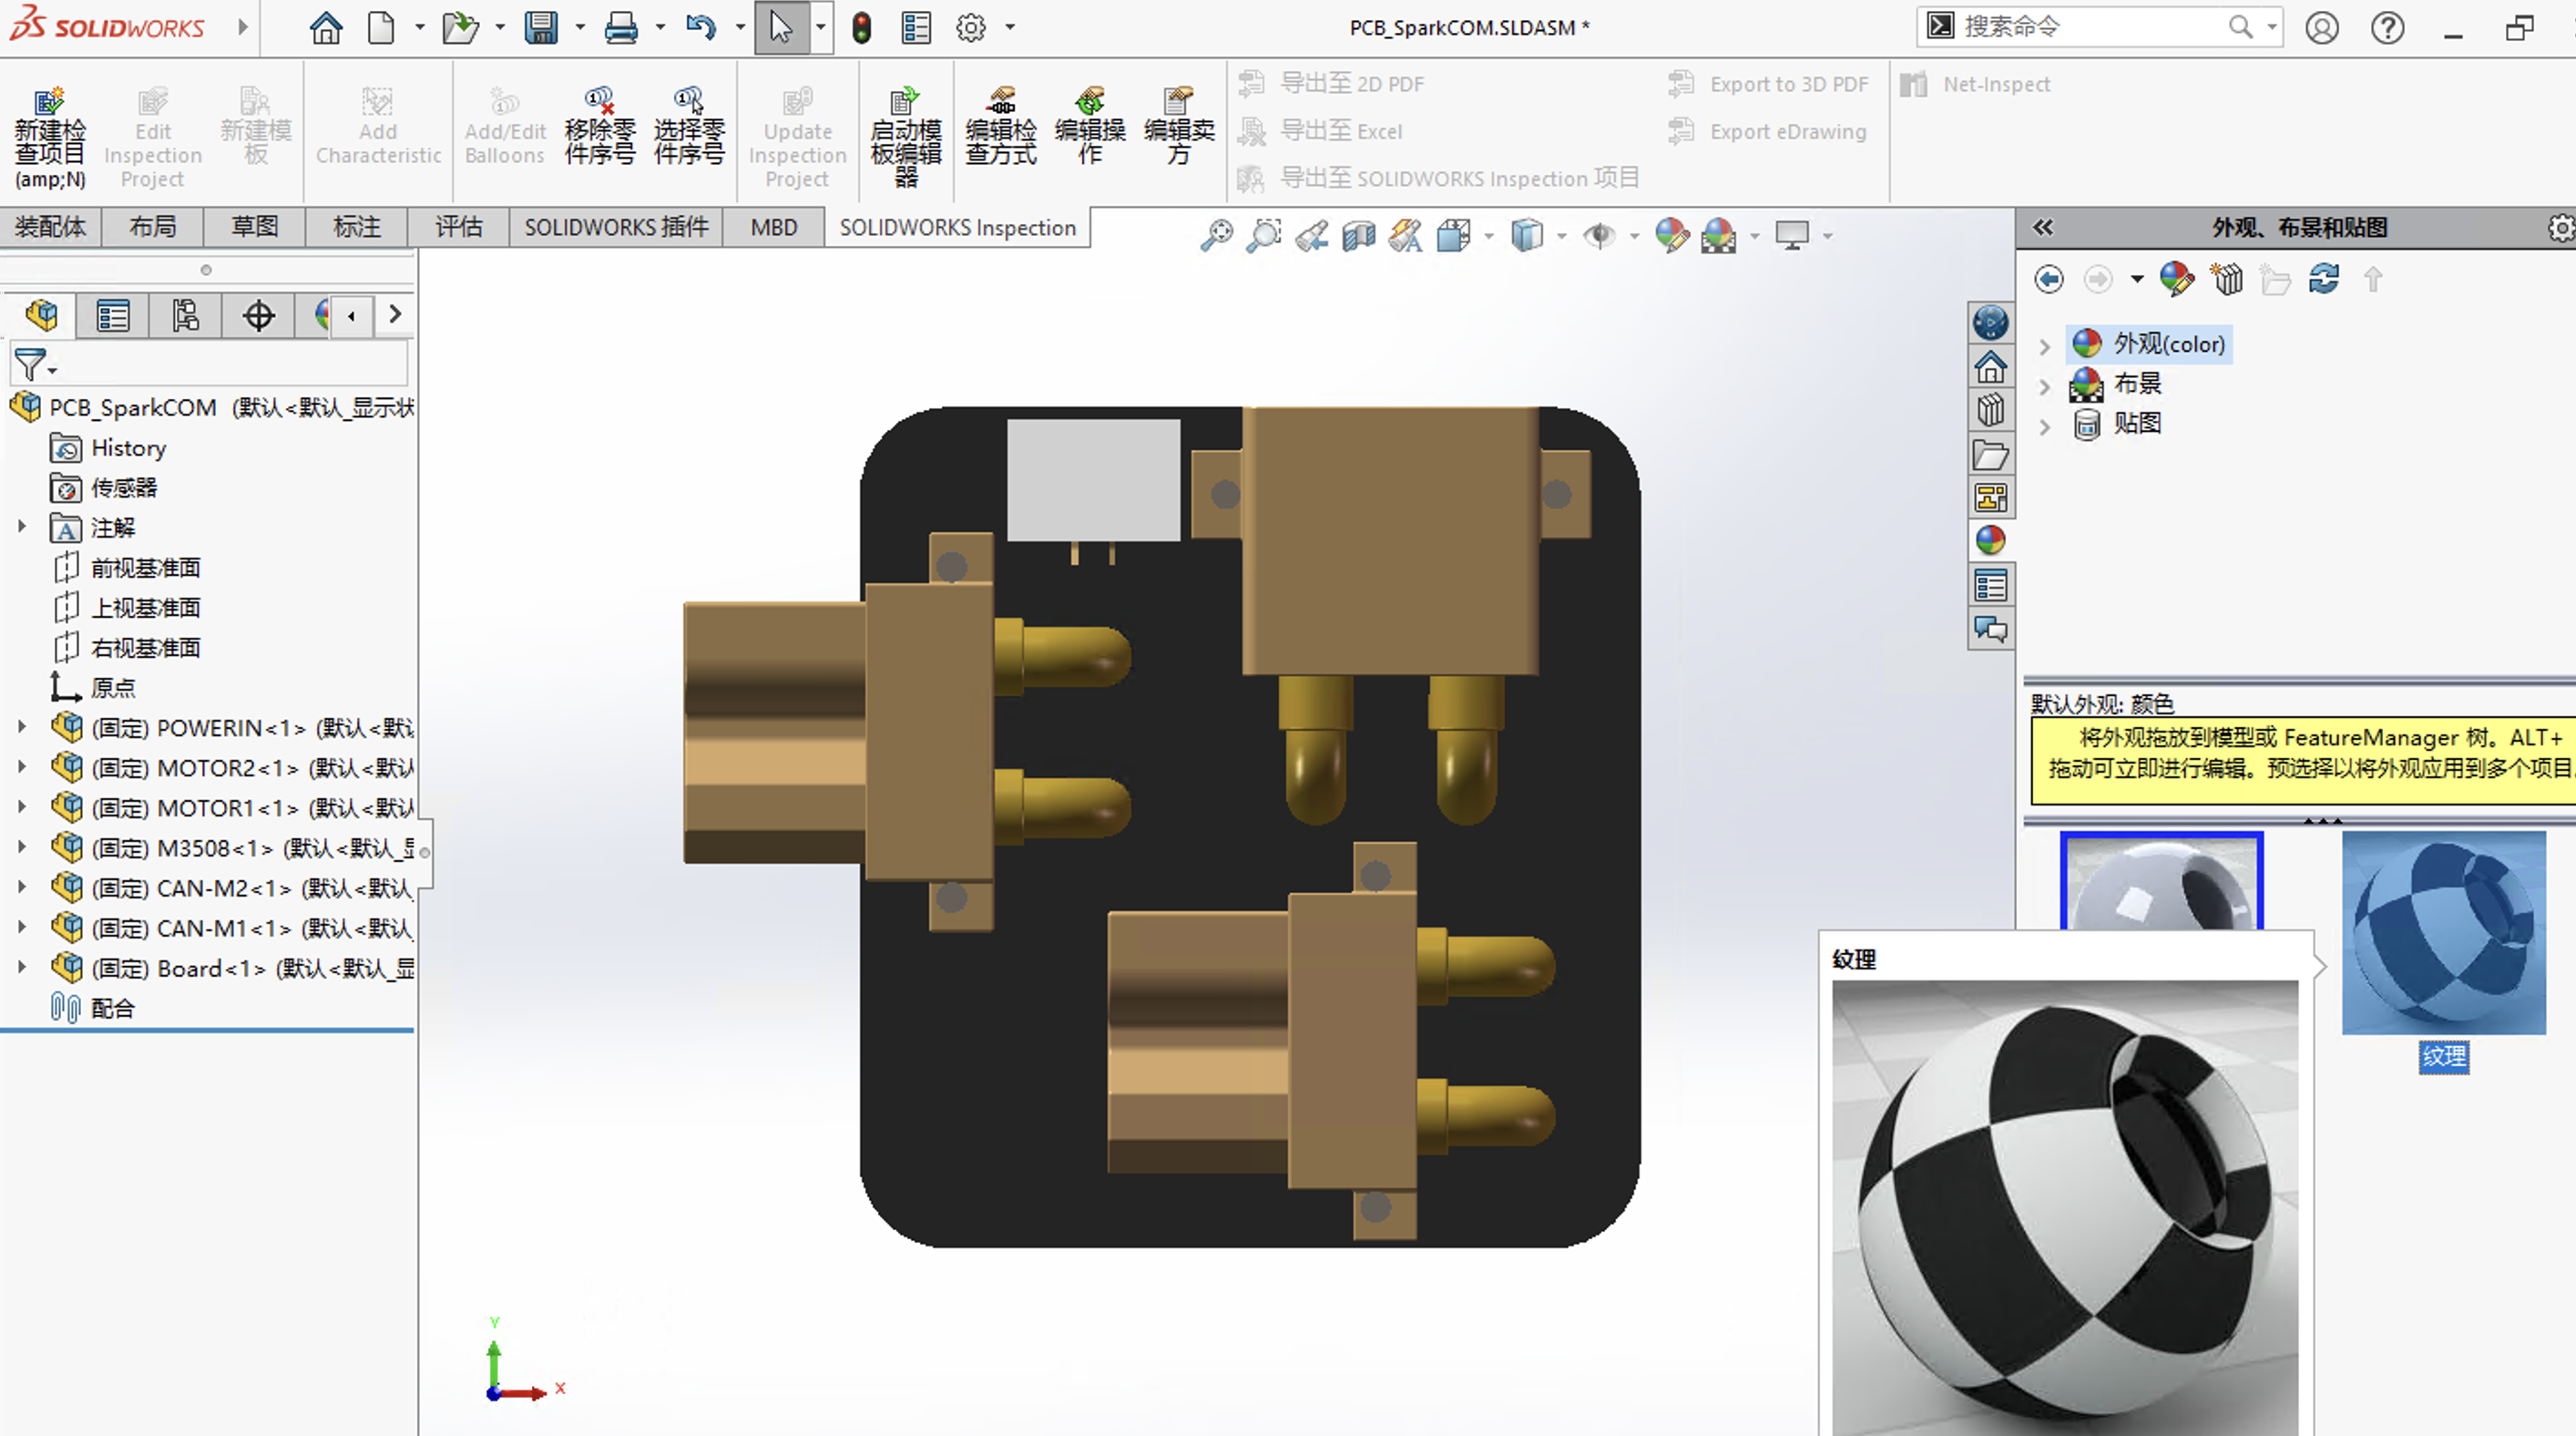 SOLIDWORKS
PCB_SparkCOM.SLDASM *
搜索命令
新建检
查项目
(amp;N)
Edit
Inspection
Project
新建模
板
Add
Characteristic
Add/Edit
Balloons
移除零
件序号
选择零
件序号
Update
Inspection
Project
启动模
板编辑
器
编辑检
查方式
编辑操
作
编辑卖
方
导出至 2D PDF
导出至 Excel
导出至 SOLIDWORKS Inspection 项目
Export to 3D PDF
Export eDrawing
Net-Inspect
装配体
布局
草图
标注
评估
SOLIDWORKS 插件
MBD
SOLIDWORKS Inspection
外观、布景和贴图
PCB_SparkCOM (默认<默认_显示状
History
传感器
注解
前视基准面
上视基准面
右视基准面
原点
(固定) POWERIN<1> (默认<默认
(固定) MOTOR2<1> (默认<默认
(固定) MOTOR1<1> (默认<默认
(固定) M3508<1> (默认<默认_显
(固定) CAN-M2<1> (默认<默认_
(固定) CAN-M1<1> (默认<默认_
(固定) Board<1> (默认<默认_显
配合
Y
X
外观(color)
布景
贴图
默认外观: 颜色
将外观拖放到模型或 FeatureManager 树。ALT+
拖动可立即进行编辑。预选择以将外观应用到多个项目。
纹理
纹理